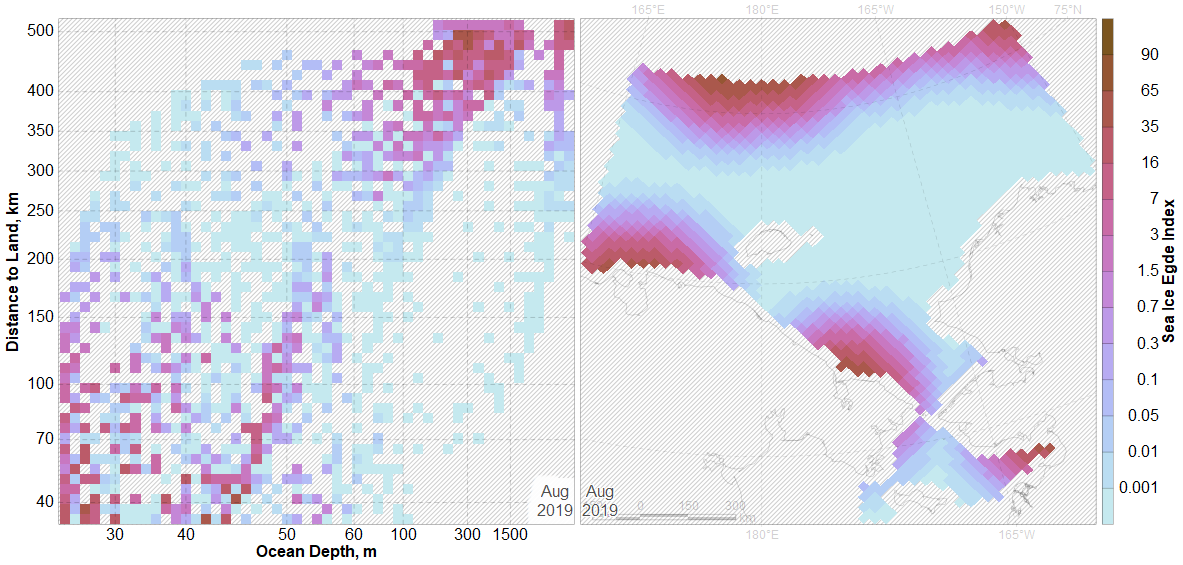 165°E 180°E 165°W 150°W 75°N
500
400
350
300
250
200
150
100
70
40
Distance to Land, km
30 40 50 60 100 300 1500
Ocean Depth, m
Aug
2019
Aug
2019
0 150 300
km
180°E 165°W
90
65
35
16
7
3
1.5
0.7
0.3
0.1
0.05
0.01
0.001
Sea Ice Egde Index